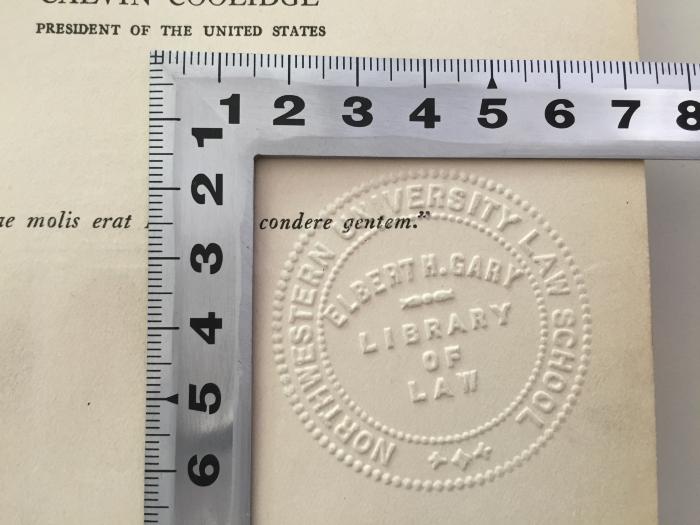 CALVIN COOLIDGE
PRESIDENT OF THE UNITED STATES
1 2 3 4 5 6 7 8
1
2
3
4
5
6
ae molis erat
condere gentem."
NORTHWESTERN UNIVERSITY LAW SCHOOL
ELBERT H. GARY
LIBRARY
OF
LAW